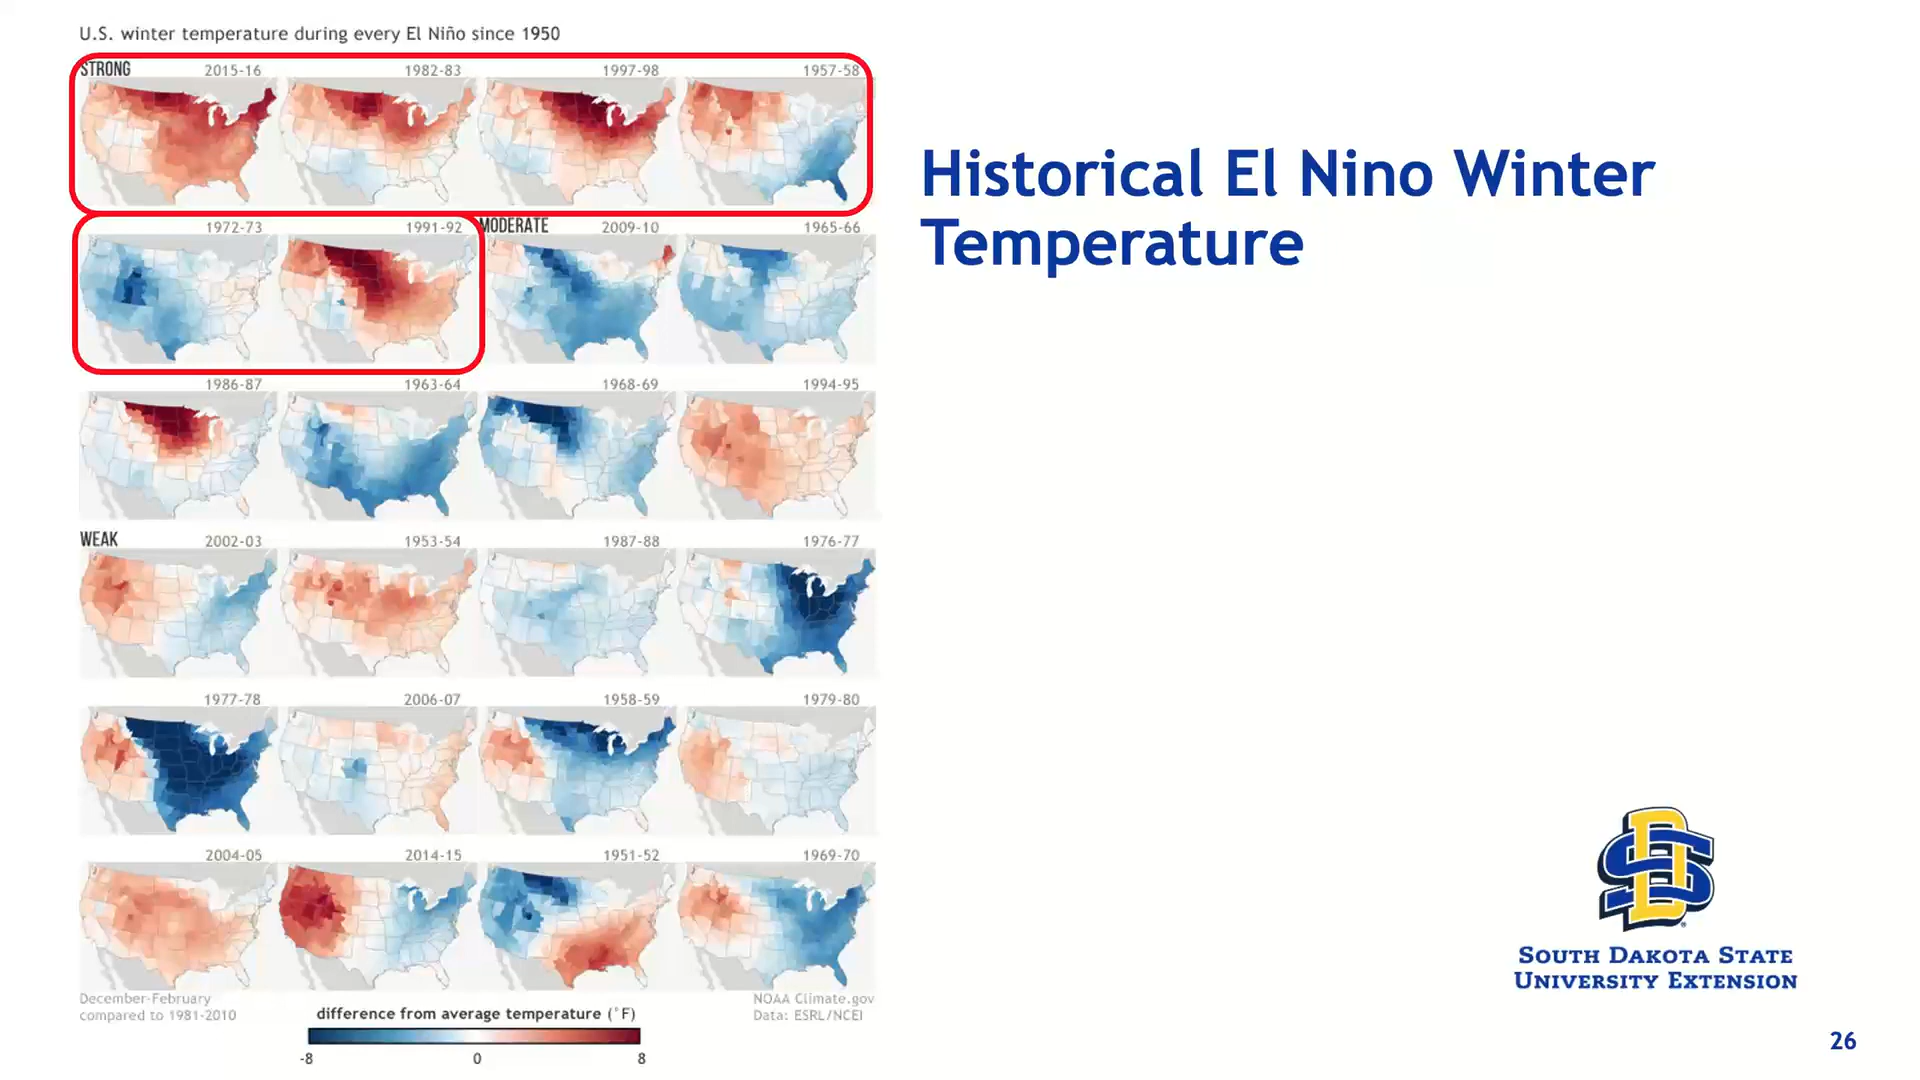 U.S. winter temperature during every El Niño since 1950
STRONG 2015-16 1982-83 1997-98 1957-58
Historical El Nino Winter
Temperature
1972-73 1991-92 MODERATE 2009-10 1965-66
1986-87 1963-64 1968-69 1994-95
WEAK 2002-03 1953-54 1987-88 1976-77
1977-78 2006-07 1958-59 1979-80
2004-05 2014-15 1951-52 1969-70
December-February
compared to 1981-2010
NOAA Climate.gov
Data: ESRL/NCEI
difference from average temperature (°F)
-8 0 8
SD
SOUTH DAKOTA STATE
UNIVERSITY EXTENSION
26